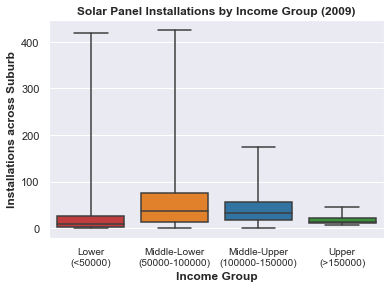 Solar Panel Installations by Income Group (2009)
Installations across Suburb
400
300
200
100
0
Lower
(<50000)
Middle-Lower
(50000-100000)
Middle-Upper
(100000-150000)
Upper
(>150000)
Income Group